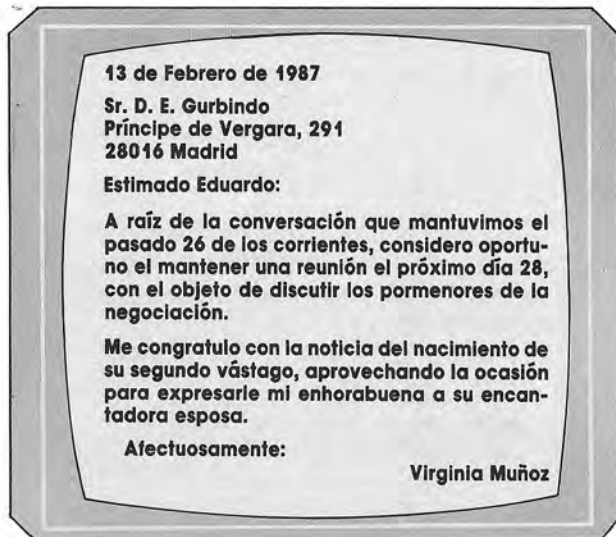 13 de Febrero de 1987
Sr. D. E. Gurbindo
Príncipe de Vergara, 291
28016 Madrid
Estimado Eduardo:
A raíz de la conversación que mantuvimos el
pasado 26 de los corrientes, considero oportu-
no el mantener una reunión el próximo día 28,
con el objeto de discutir los pormenores de la
negociación.
Me congratulo con la noticia del nacimiento de
su segundo vástago, aprovechando la ocasión
para expresarle mi enhorabuena a su encan-
tadora esposa.
Afectuosamente:
Virginia Muñoz